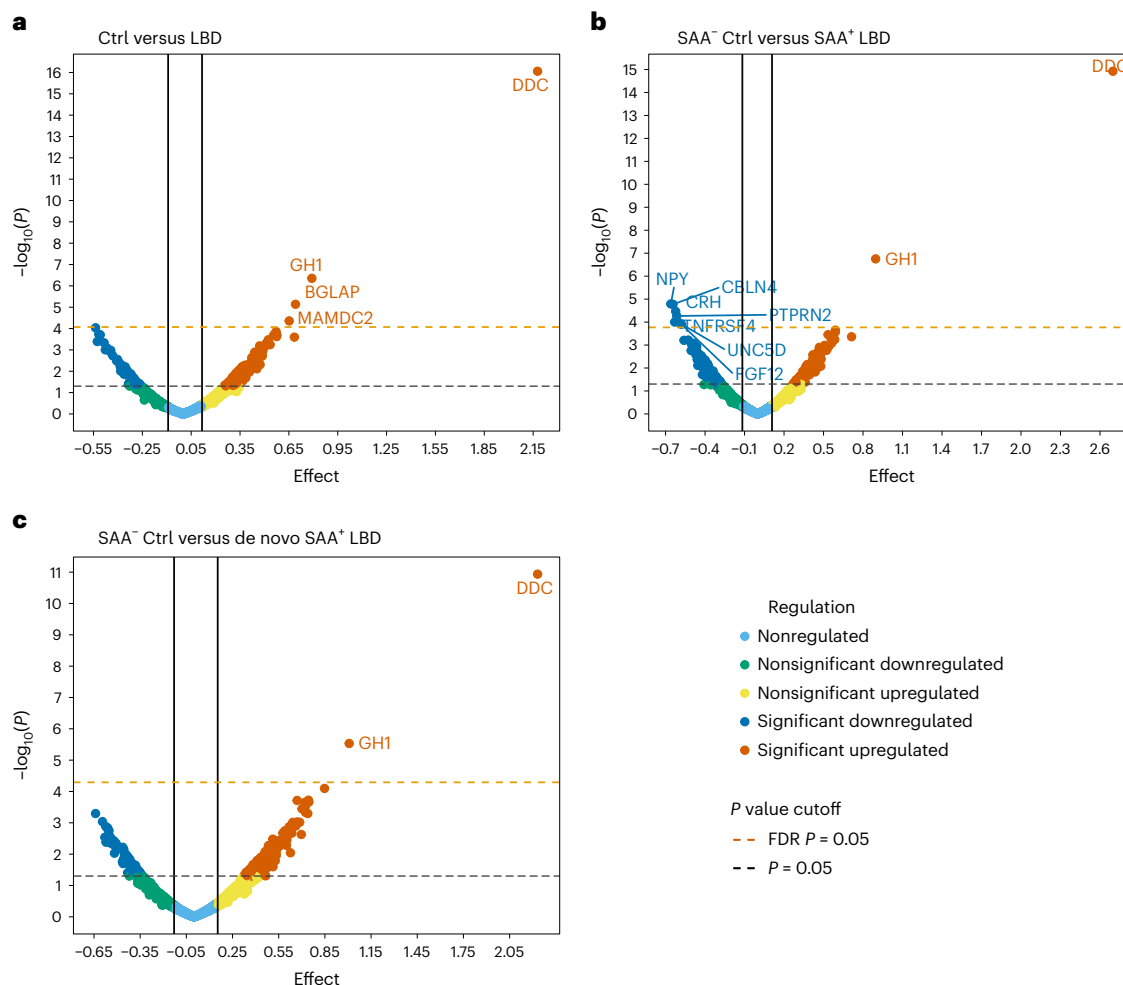 a
Ctrl versus LBD
16
15
14
13
12
11
10
9
8
7
6
5
4
3
2
1
0
−log10(P)
DDC
GH1
BGLAP
MAMDC2
−0.55 −0.25 0.05 0.35 0.65 0.95 1.25 1.55 1.85 2.15
Effect
b
SAA− Ctrl versus SAA+ LBD
15
14
13
12
11
10
9
8
7
6
5
4
3
2
1
0
−log10(P)
DDC
GH1
NPY
CBLN4
CRH
PTPRN2
TNFRSF4
UNC5D
FGF12
−0.7 −0.4 −0.1 0.2 0.5 0.8 1.1 1.4 1.7 2.0 2.3 2.6
Effect
c
SAA− Ctrl versus de novo SAA+ LBD
11
10
9
8
7
6
5
4
3
2
1
0
−log10(P)
DDC
GH1
−0.65 −0.35 −0.05 0.25 0.55 0.85 1.15 1.45 1.75 2.05
Effect
Regulation
Nonregulated
Nonsignificant downregulated
Nonsignificant upregulated
Significant downregulated
Significant upregulated
P value cutoff
FDR P = 0.05
P = 0.05